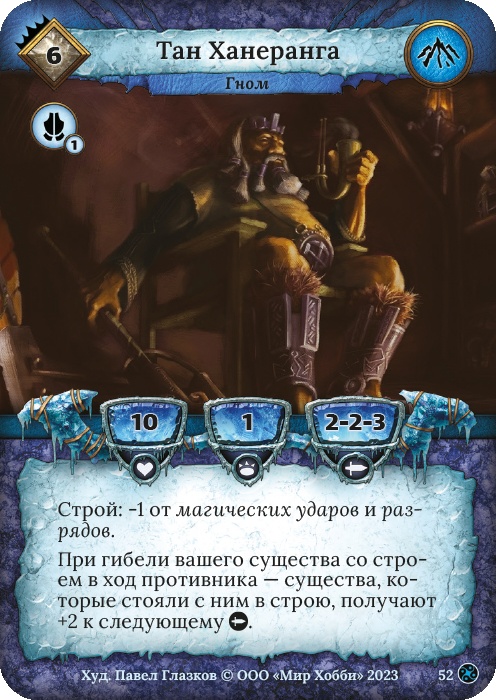 6
Тан Ханеранга
Гном
1
10
1
2-2-3
Строй: -1 от магических ударов и раз-
рядов.
При гибели вашего существа со стро-
ем в ход противника — существа, ко-
торые стояли с ним в строю, получают
+2 к следующему .
Худ. Павел Глазков © ООО «Мир Хобби» 2023
52